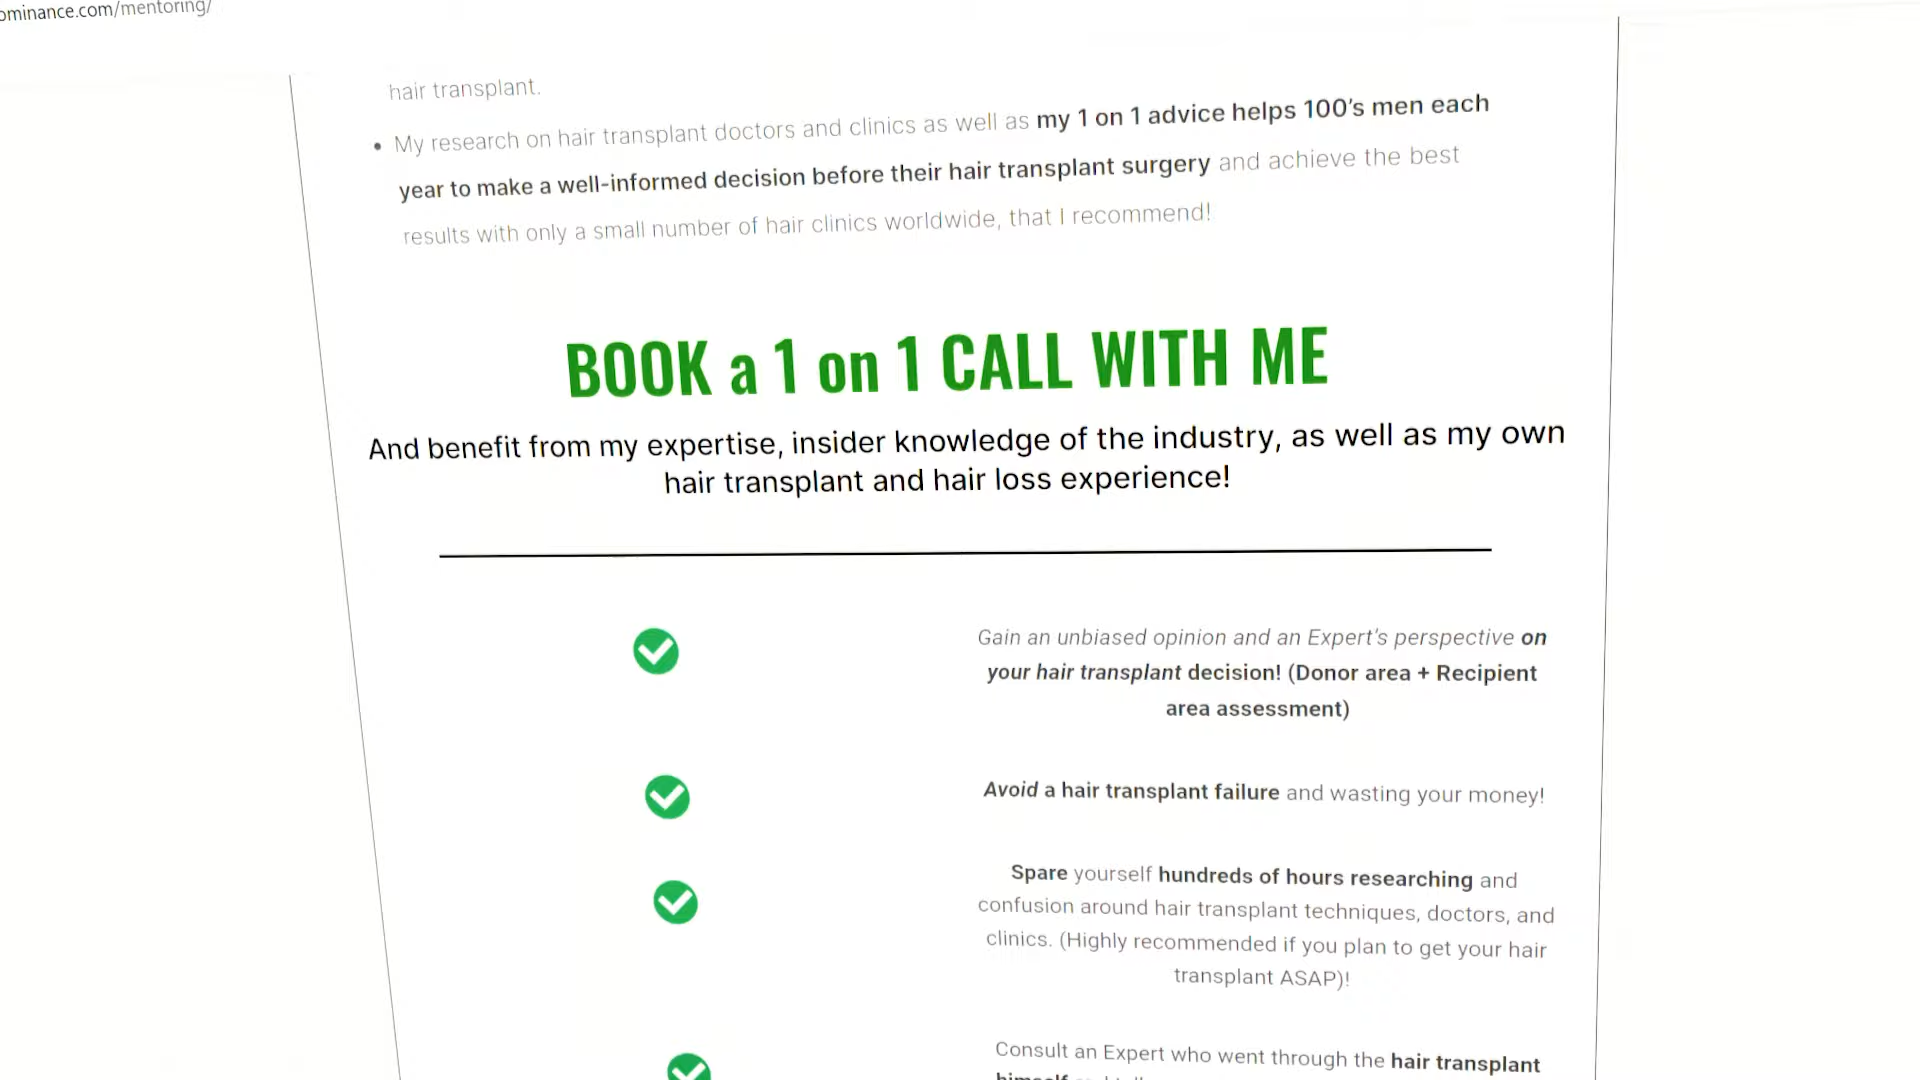 ominance.com/mentoring/
hair transplant.
• My research on hair transplant doctors and clinics as well as my 1 on 1 advice helps 100's men each
year to make a well-informed decision before their hair transplant surgery and achieve the best
results with only a small number of hair clinics worldwide, that I recommend!
BOOK a 1 on 1 CALL WITH ME
And benefit from my expertise, insider knowledge of the industry, as well as my own
hair transplant and hair loss experience!
Gain an unbiased opinion and an Expert's perspective on
your hair transplant decision! (Donor area + Recipient
area assessment)
Avoid a hair transplant failure and wasting your money!
Spare yourself hundreds of hours researching and
confusion around hair transplant techniques, doctors, and
clinics. (Highly recommended if you plan to get your hair
transplant ASAP)!
Consult an Expert who went through the hair transplant
himself